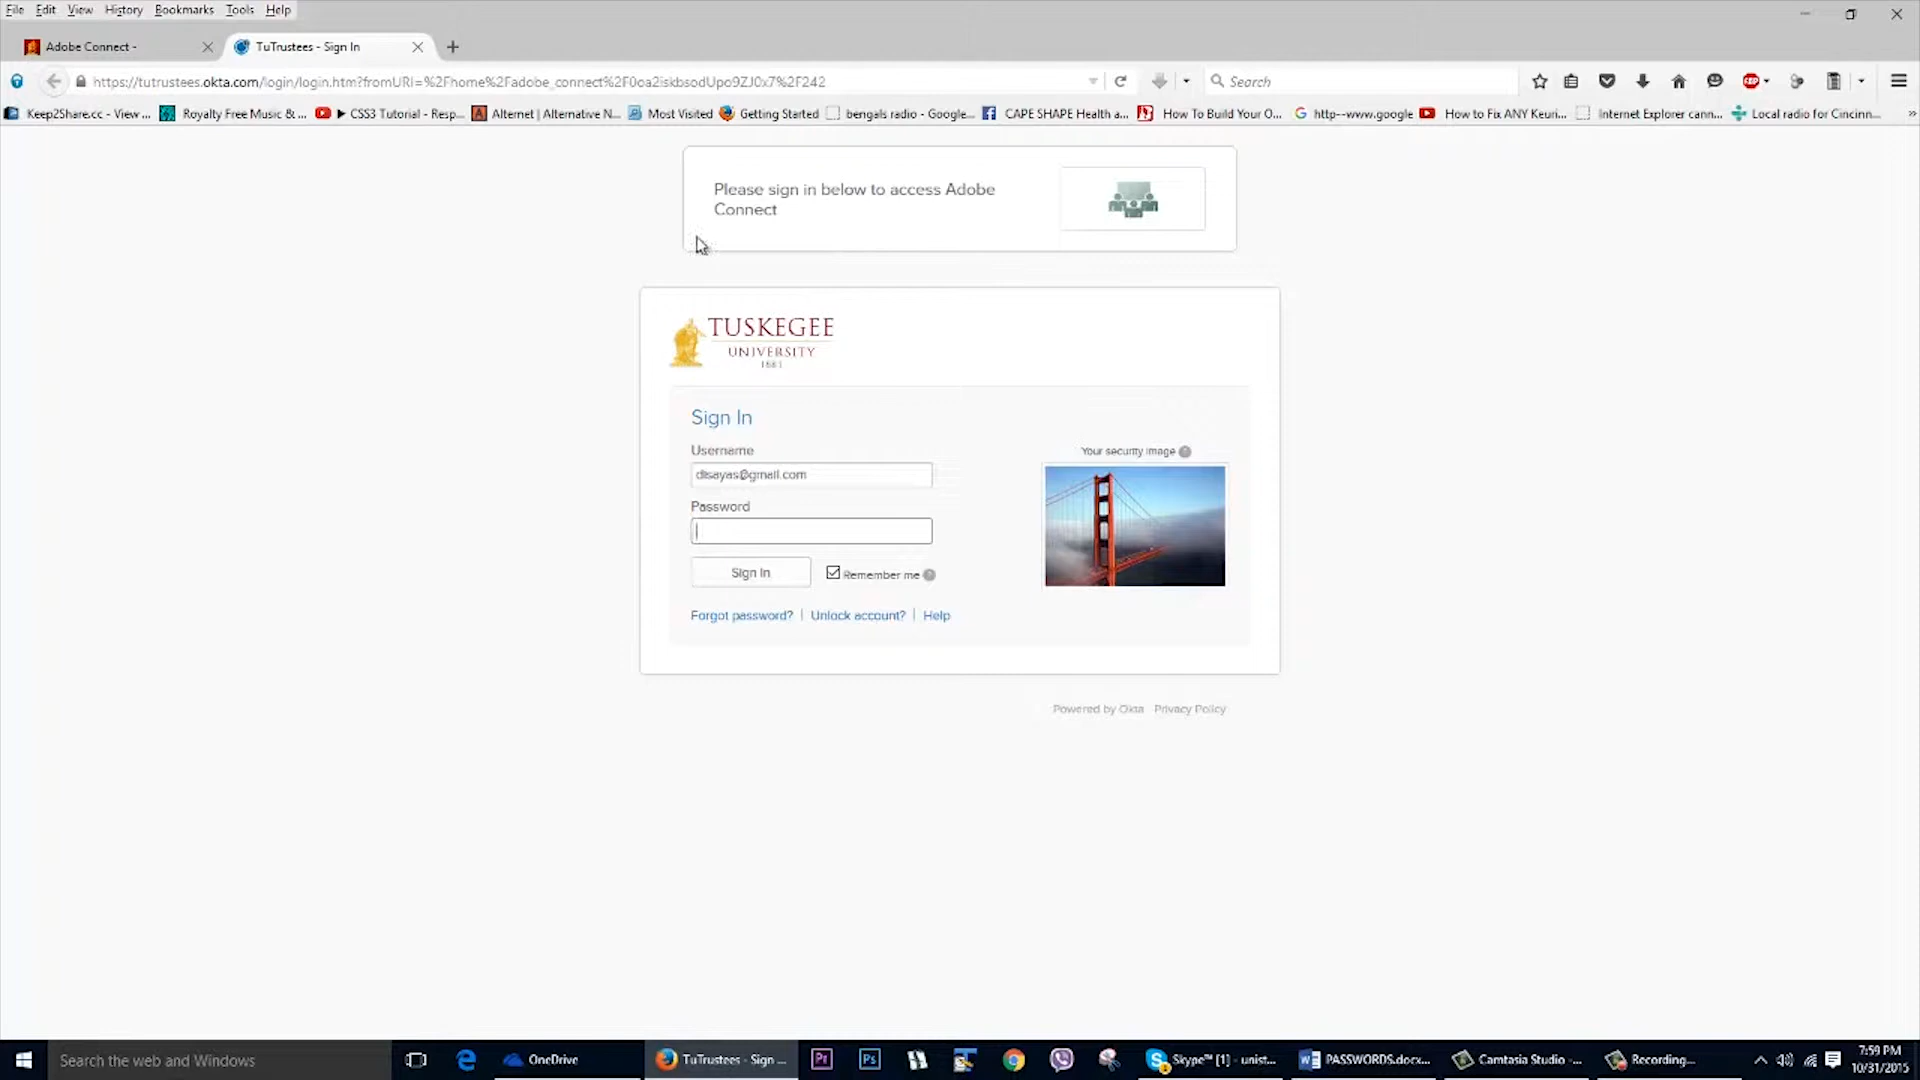 File Edit View History Bookmarks Tools Help
Adobe Connect -
TuTrustees - Sign In
https://tutrustees.okta.com/login/login.htm?fromURI=%2Fhome%2Fadobe_connect%2F0oa2iskbsodUpo9ZJ0x7%2F242
Search
Keep2Share.cc - View ... Royalty Free Music & ... ▶ CSS3 Tutorial - Resp... Alternet | Alternative N... Most Visited Getting Started bengals radio - Google... CAPE SHAPE Health a... How To Build Your O... http--www.google How to Fix ANY Keuri... Internet Explorer cann... Local radio for Cincinn... »
Please sign in below to access Adobe
Connect
TUSKEGEE
UNIVERSITY
1881
Sign In
Username
Your security image ?
dlsayas@gmail.com
Password
Sign In
Remember me ?
Forgot password? | Unlock account? | Help
Powered by Okta Privacy Policy
Search the web and Windows
OneDrive
TuTrustees - Sign ...
Pr
Ps
Skype™ [1] - unist...
PASSWORDS.docx...
Camtasia Studio - ...
Recording...
7:59 PM
10/31/2015